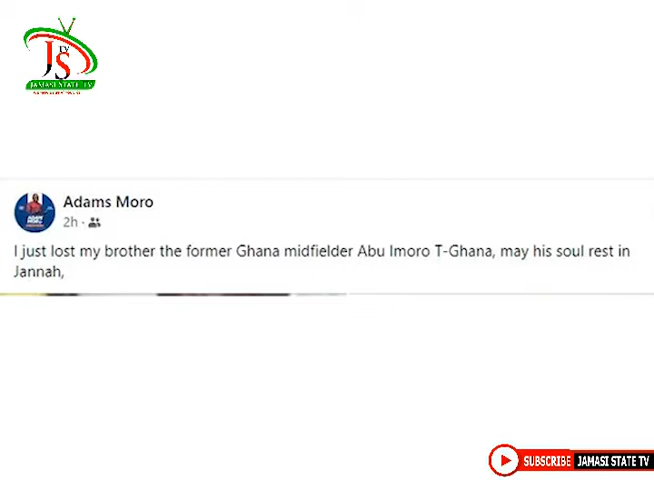 TV
JS
JAMASI STATE TV
Adams Moro
2h ·
I just lost my brother the former Ghana midfielder Abu Imoro T-Ghana, may his soul rest in
Jannah,
SUBSCRIBE JAMASI STATE TV